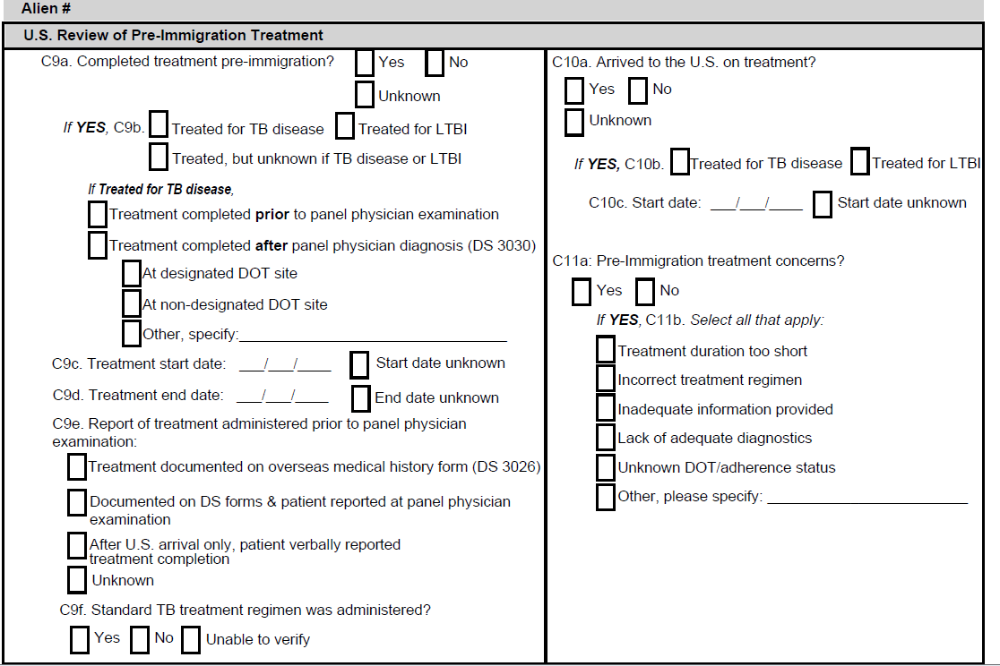 Alien #
U.S. Review of Pre-Immigration Treatment
C9a. Completed treatment pre-immigration? Yes No
Unknown
If YES, C9b. Treated for TB disease Treated for LTBI
Treated, but unknown if TB disease or LTBI
If Treated for TB disease,
Treatment completed prior to panel physician examination
Treatment completed after panel physician diagnosis (DS 3030)
At designated DOT site
At non-designated DOT site
Other, specify:__________________________________
C9c. Treatment start date: ___/___/____ Start date unknown
C9d. Treatment end date: ___/___/____ End date unknown
C9e. Report of treatment administered prior to panel physician
examination:
Treatment documented on overseas medical history form (DS 3026)
Documented on DS forms & patient reported at panel physician
examination
After U.S. arrival only, patient verbally reported
treatment completion
Unknown
C9f. Standard TB treatment regimen was administered?
Yes No Unable to verify
C10a. Arrived to the U.S. on treatment?
Yes No
Unknown
If YES, C10b. Treated for TB disease Treated for LTBI
C10c. Start date: ___/___/____ Start date unknown
C11a: Pre-Immigration treatment concerns?
Yes No
If YES, C11b. Select all that apply:
Treatment duration too short
Incorrect treatment regimen
Inadequate information provided
Lack of adequate diagnostics
Unknown DOT/adherence status
Other, please specify: _________________________